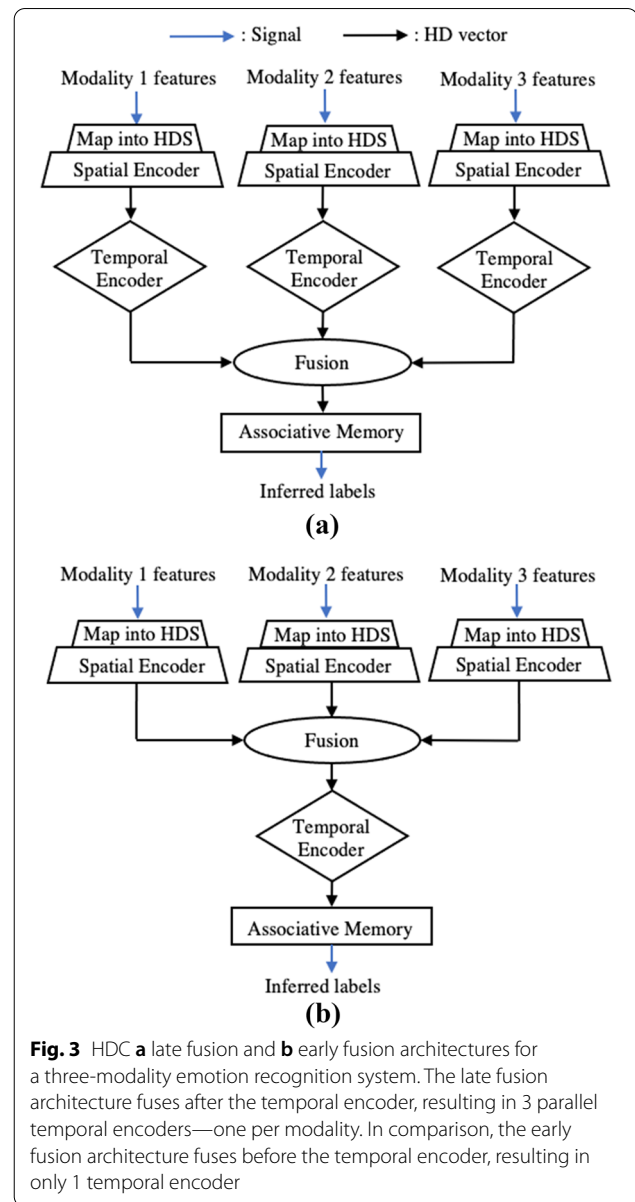 : Signal : HD vector
Modality 1 features Modality 2 features Modality 3 features
Map into HDS Map into HDS Map into HDS
Spatial Encoder Spatial Encoder Spatial Encoder
Temporal Temporal Temporal
Encoder Encoder Encoder
Fusion
Associative Memory
Inferred labels
(a)
Modality 1 features Modality 2 features Modality 3 features
Map into HDS Map into HDS Map into HDS
Spatial Encoder Spatial Encoder Spatial Encoder
Fusion
Temporal
Encoder
Associative Memory
Inferred labels
(b)
Fig. 3 HDC a late fusion and b early fusion architectures for
a three-modality emotion recognition system. The late fusion
architecture fuses after the temporal encoder, resulting in 3 parallel
temporal encoders—one per modality. In comparison, the early
fusion architecture fuses before the temporal encoder, resulting in
only 1 temporal encoder